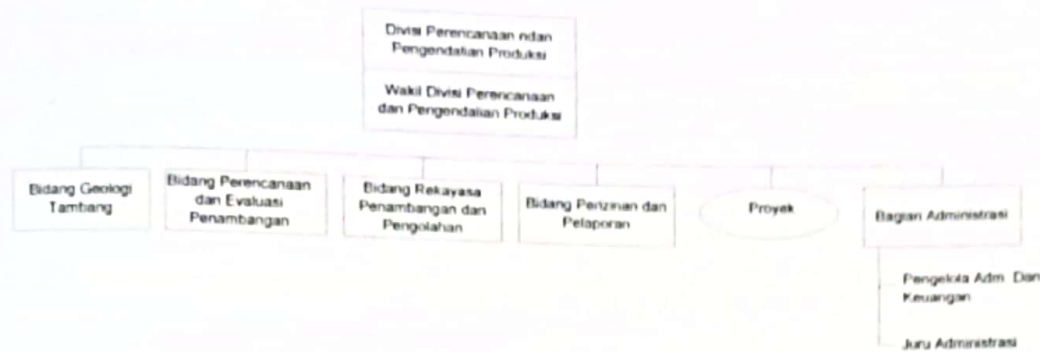 Divisi Perencanaan ndan
Pengendalian Produksi
Wakil Divisi Perencanaan
dan Pengendalian Produksi
Bidang Geologi
Tambang
Bidang Perencanaan
dan Evaluasi
Penambangan
Bidang Rekayasa
Penambangan dan
Pengolahan
Bidang Perizinan dan
Pelaporan
Proyek
Bagian Administrasi
Pengelola Adm Dan
Keuangan
Juru Administrasi